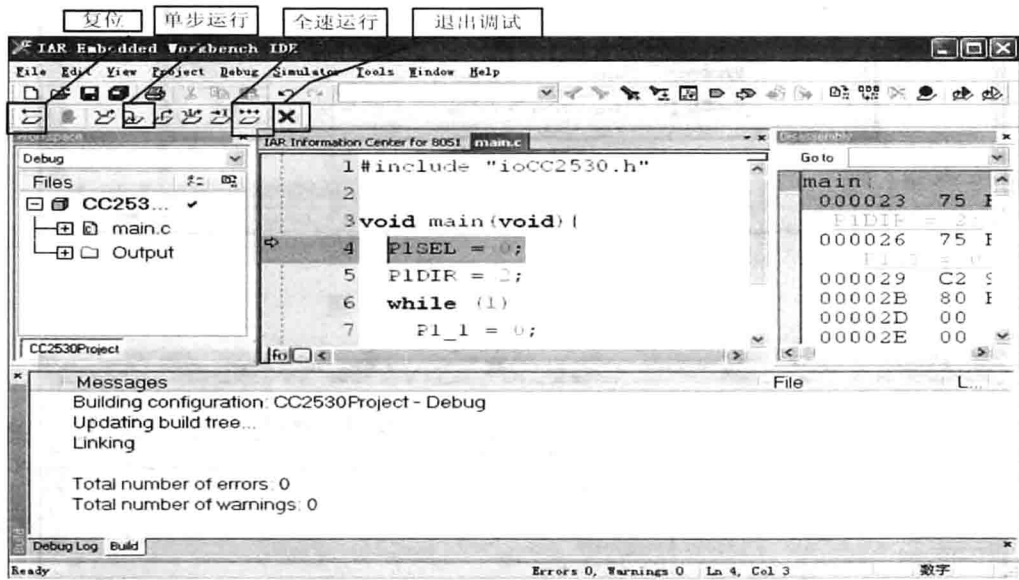 复位 单步运行 全速运行 退出调试
IAR Embedded Workbench IDE
File Edit View Project Debug Simulator Tools Window Help
IAR Information Center for 8051 main.c
Disassembly
Debug
Go to
Files
CC253...
main.c
Output
CC2530Project
1 #include "ioCC2530.h"
2
3 void main(void){
4 P1SEL = 0;
5 P1DIR = 2;
6 while (1)
7 P1_1 = 0;
main:
000023 75
P1DIR = 2;
000026 75
000029 C2
00002B 80
00002D 00
00002E 00
Messages File L...
Building configuration: CC2530Project - Debug
Updating build tree...
Linking
Total number of errors: 0
Total number of warnings: 0
Build
Debug Log Build
Ready Errors 0, Warnings 0 Ln 4, Col 3 数字